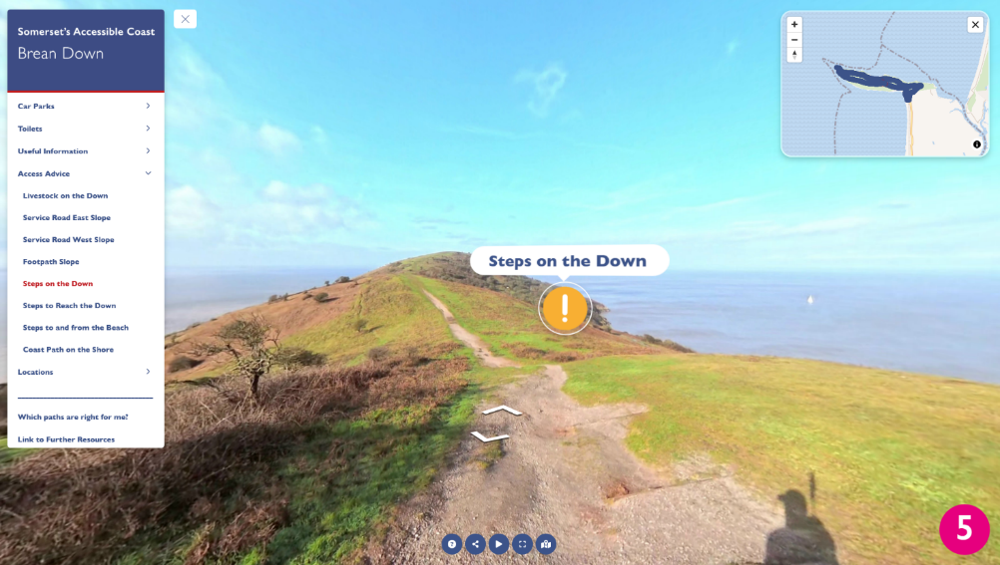 Somerset's Accessible Coast
Brean Down
Car Parks
Toilets
Useful Information
Access Advice
Livestock on the Down
Service Road East Slope
Service Road West Slope
Footpath Slope
Steps on the Down
Steps to Reach the Down
Steps to and from the Beach
Coast Path on the Shore
Locations
Which paths are right for me?
Link to Further Resources
Steps on the Down
!
5